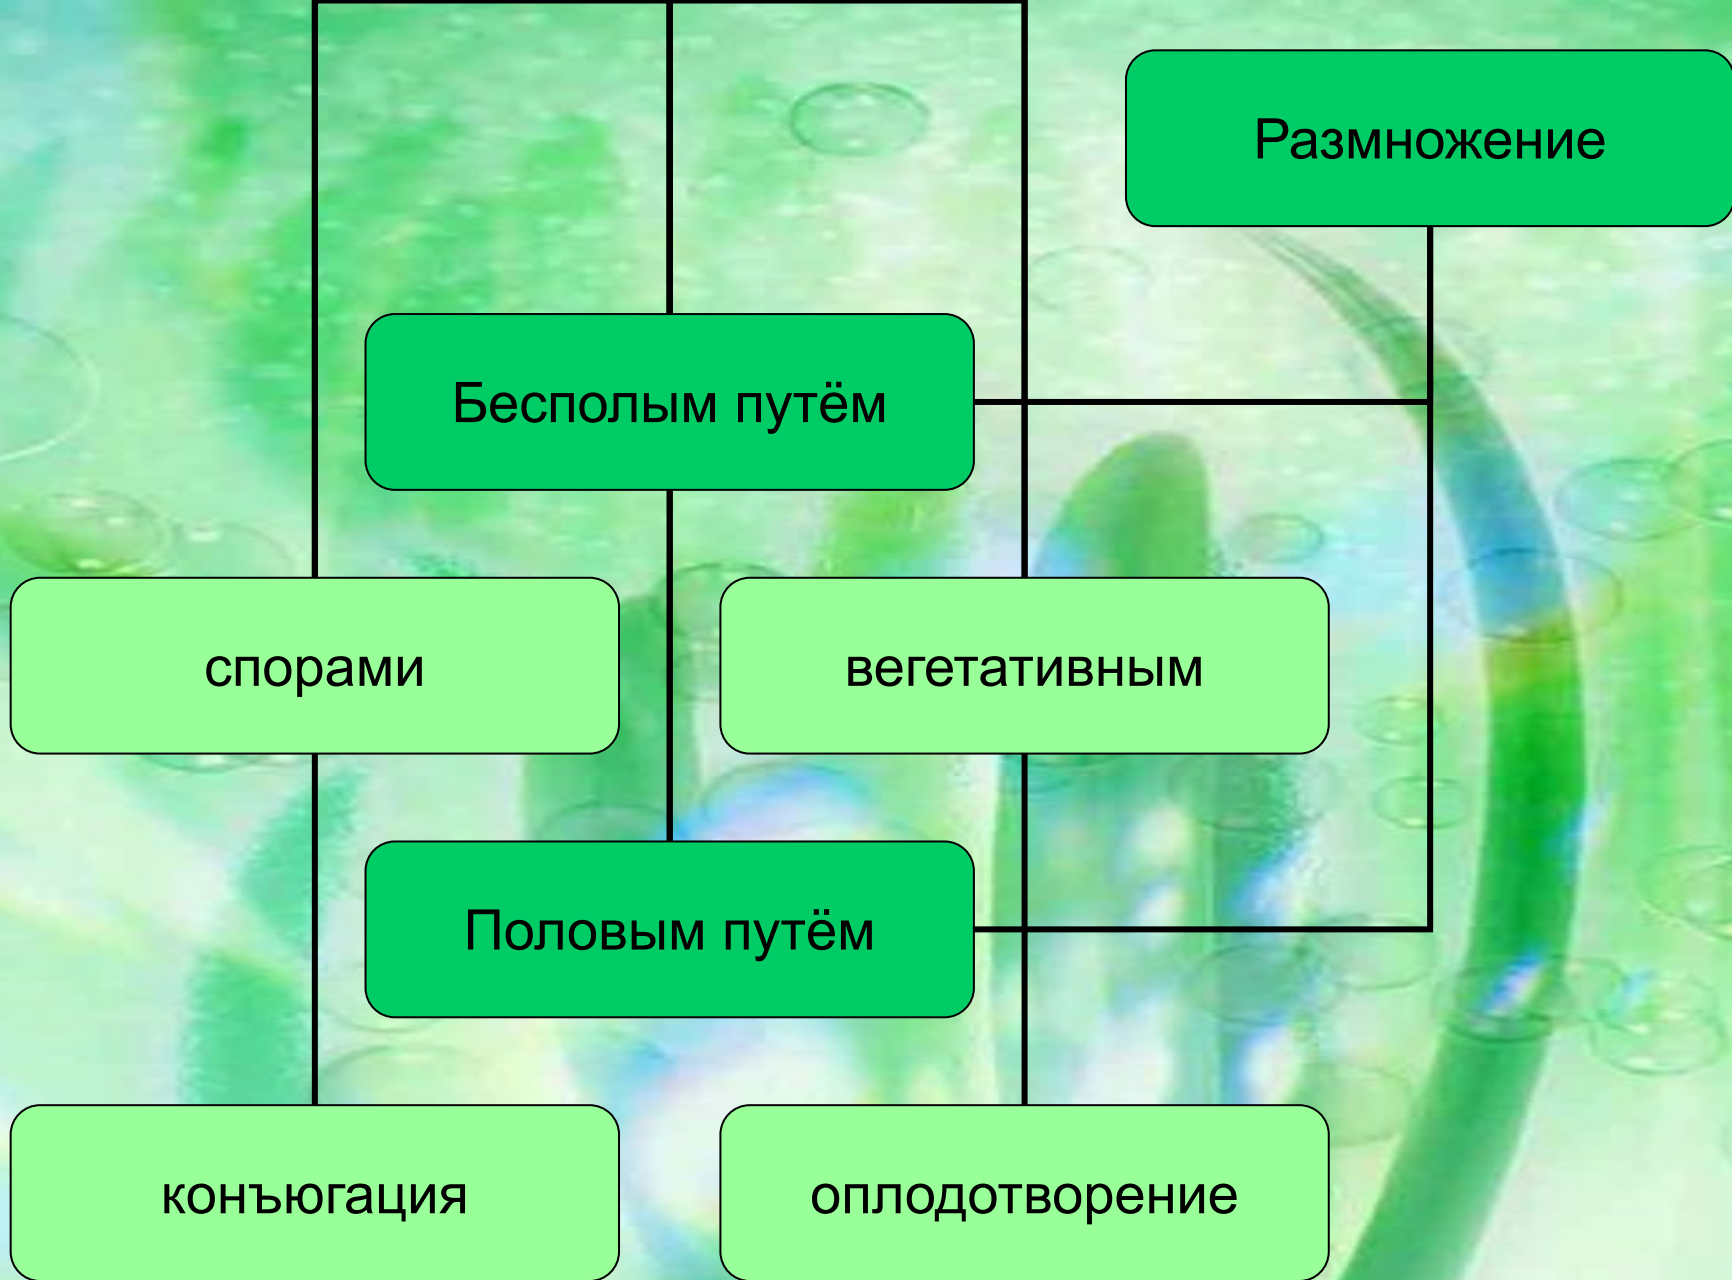 Размножение
Бесполым путём
спорами
вегетативным
Половым путём
конъюгация
оплодотворение